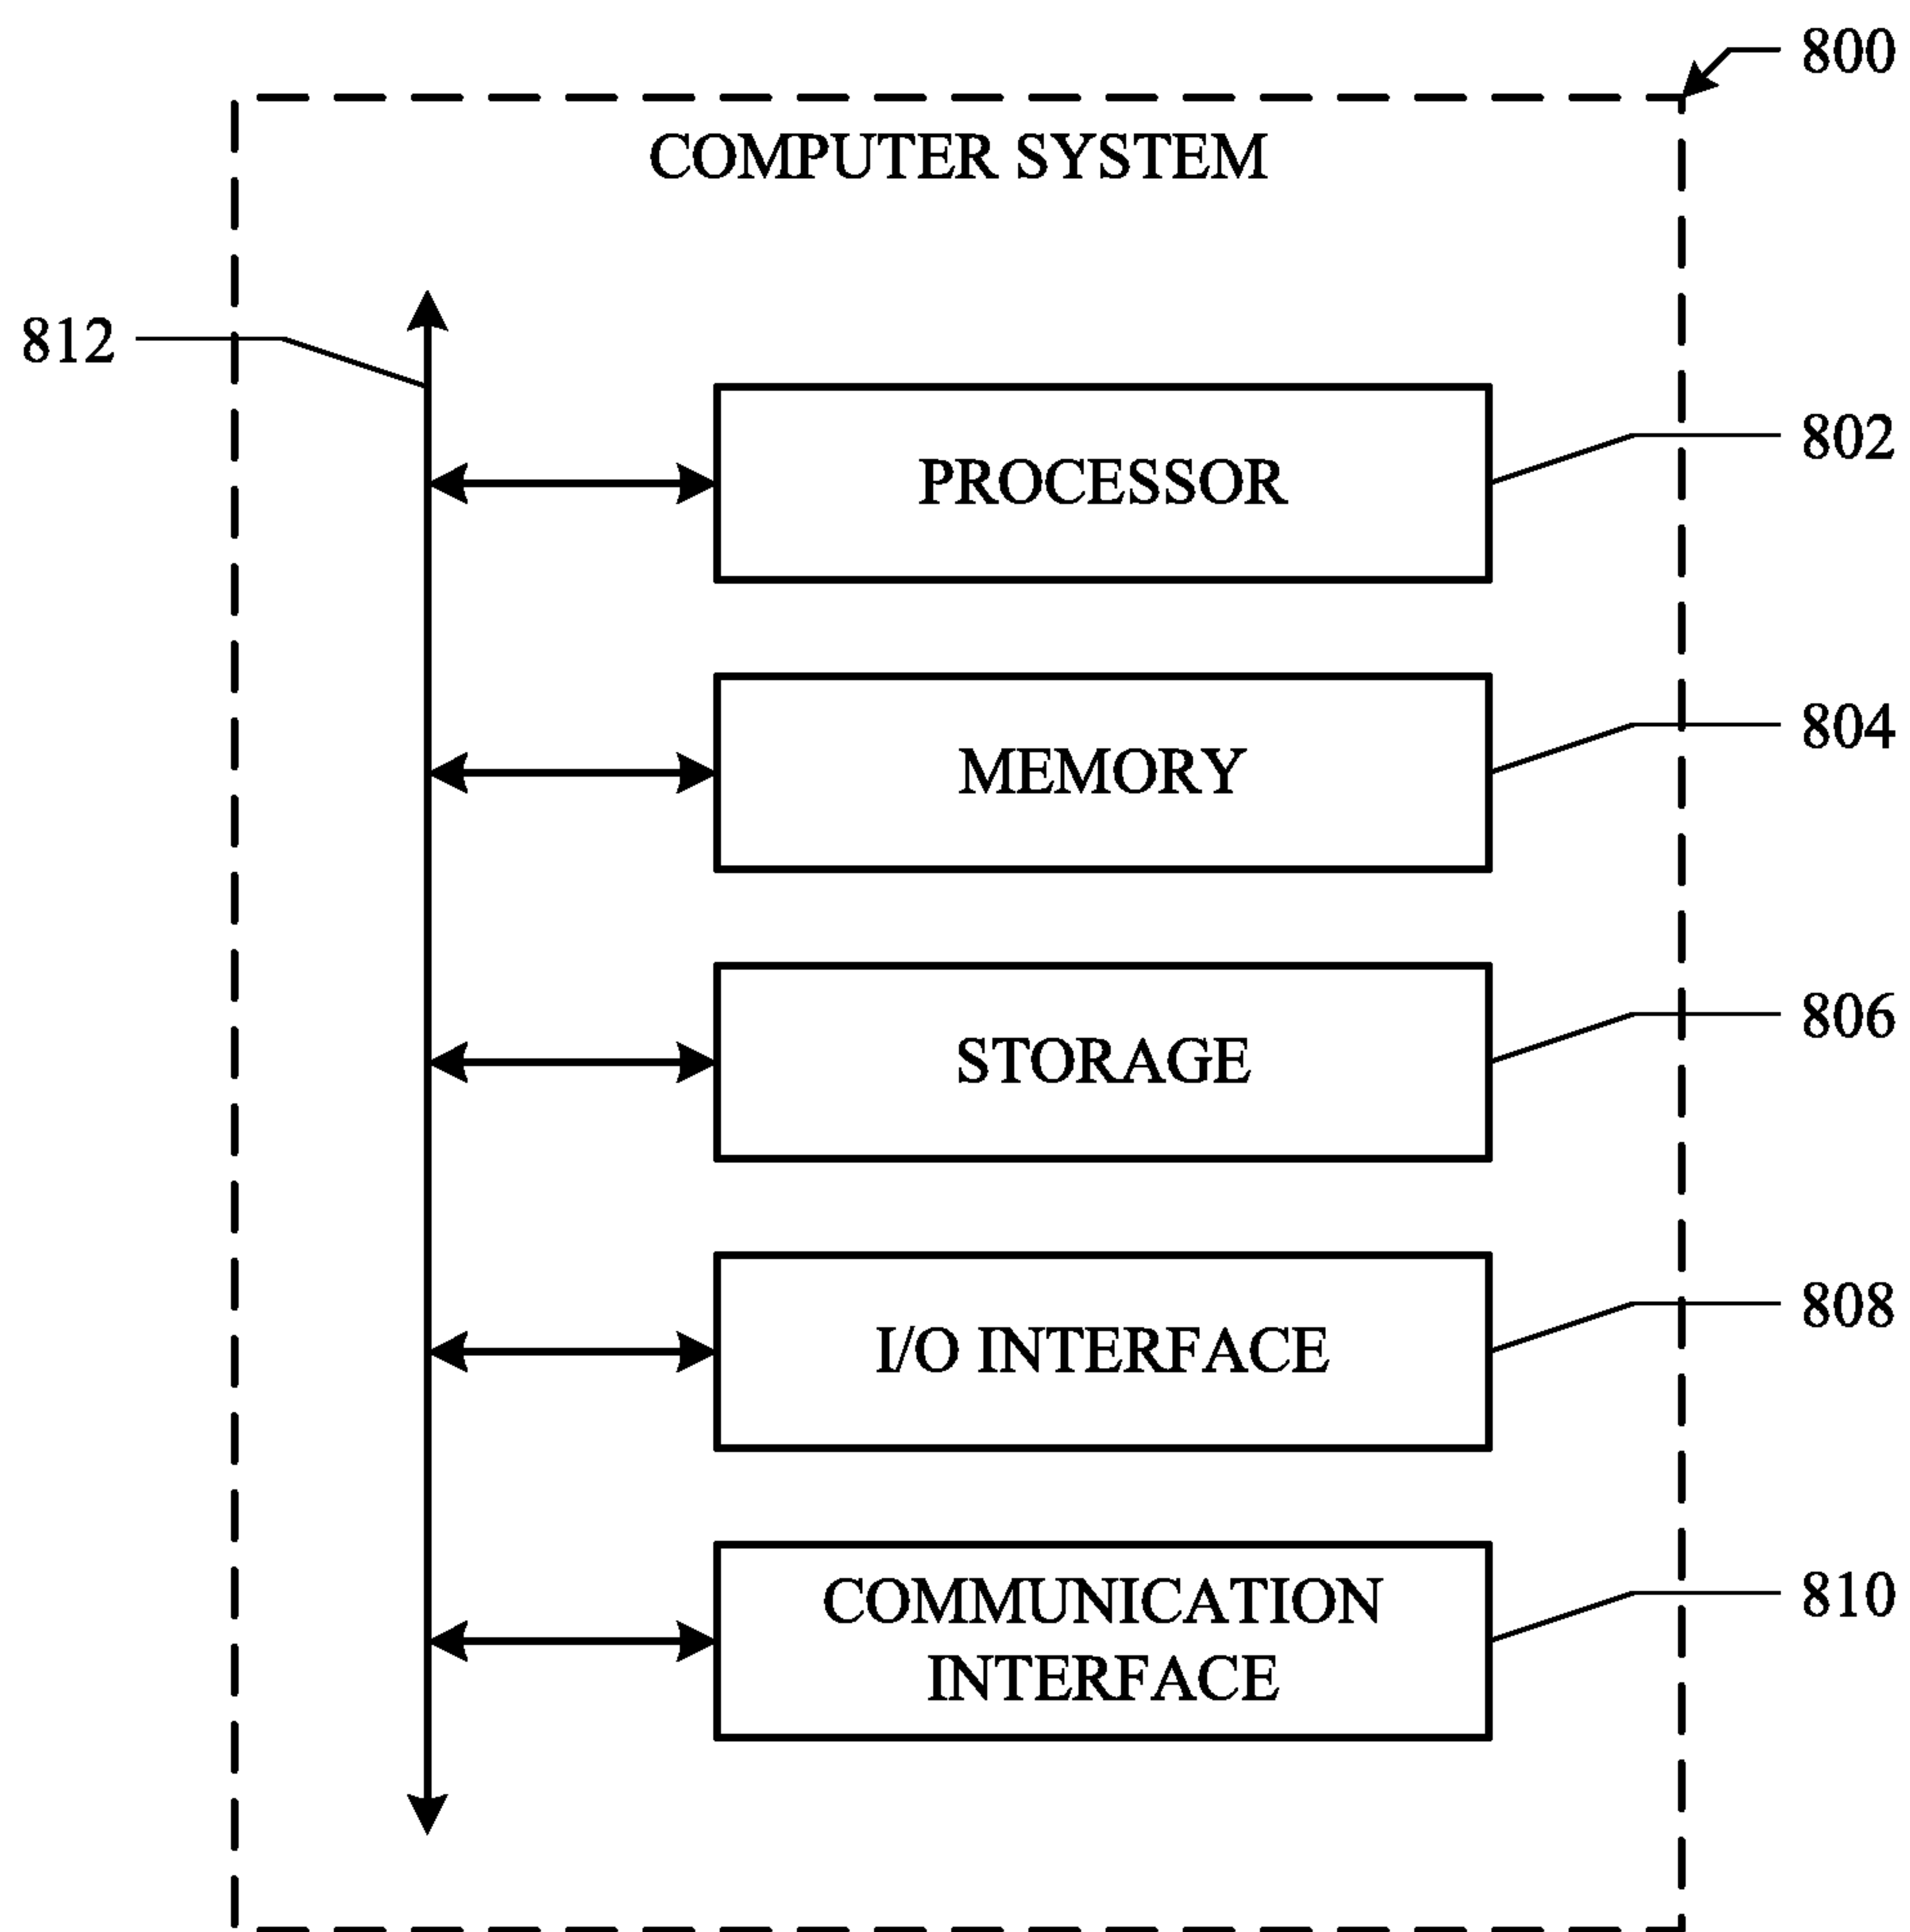 800
COMPUTER SYSTEM
812
802
PROCESSOR
804
MEMORY
806
STORAGE
808
I/O INTERFACE
810
COMMUNICATION
INTERFACE